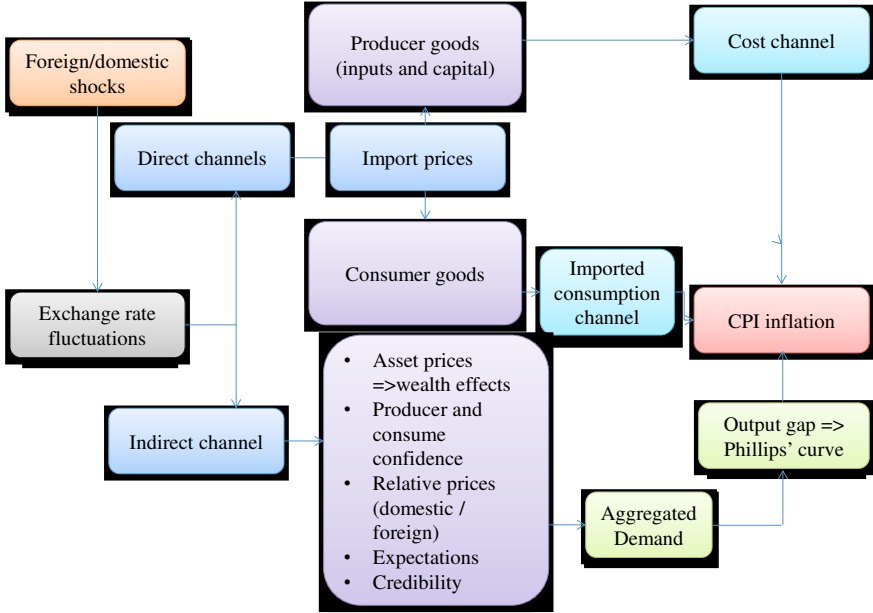 Producer goods
(inputs and capital)
Cost channel
Foreign/domestic
shocks
Direct channels
Import prices
Consumer goods
Imported
consumption
channel
Exchange rate
fluctuations
CPI inflation
• Asset prices
=>wealth effects
• Producer and
consume
confidence
• Relative prices
(domestic /
foreign)
• Expectations
• Credibility
Indirect channel
Output gap =>
Phillips’ curve
Aggregated
Demand